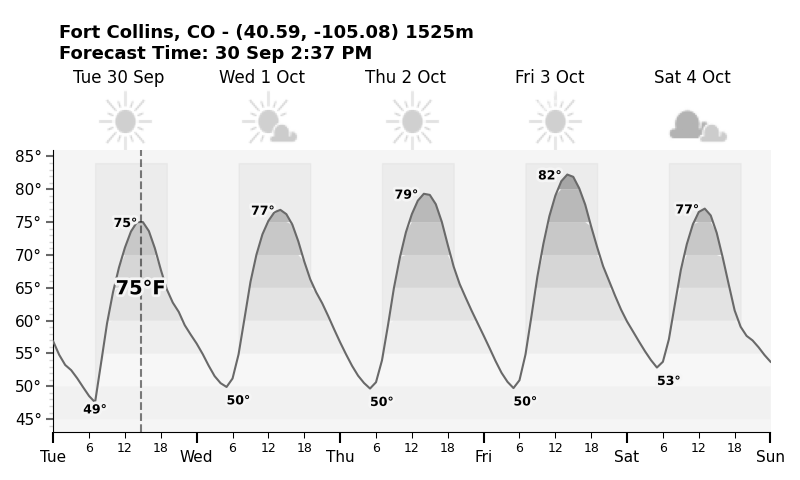 Fort Collins, CO - (40.59, -105.08) 1525m
Forecast Time: 30 Sep 2:37 PM
Tue 30 Sep Wed 1 Oct Thu 2 Oct Fri 3 Oct Sat 4 Oct
85°
80°
75°
70°
65°
60°
55°
50°
45°
75° 77° 79° 82° 77°
75°F
49° 50° 50° 50° 53°
6 12 18 6 12 18 6 12 18 6 12 18 6 12 18
Tue Wed Thu Fri Sat Sun